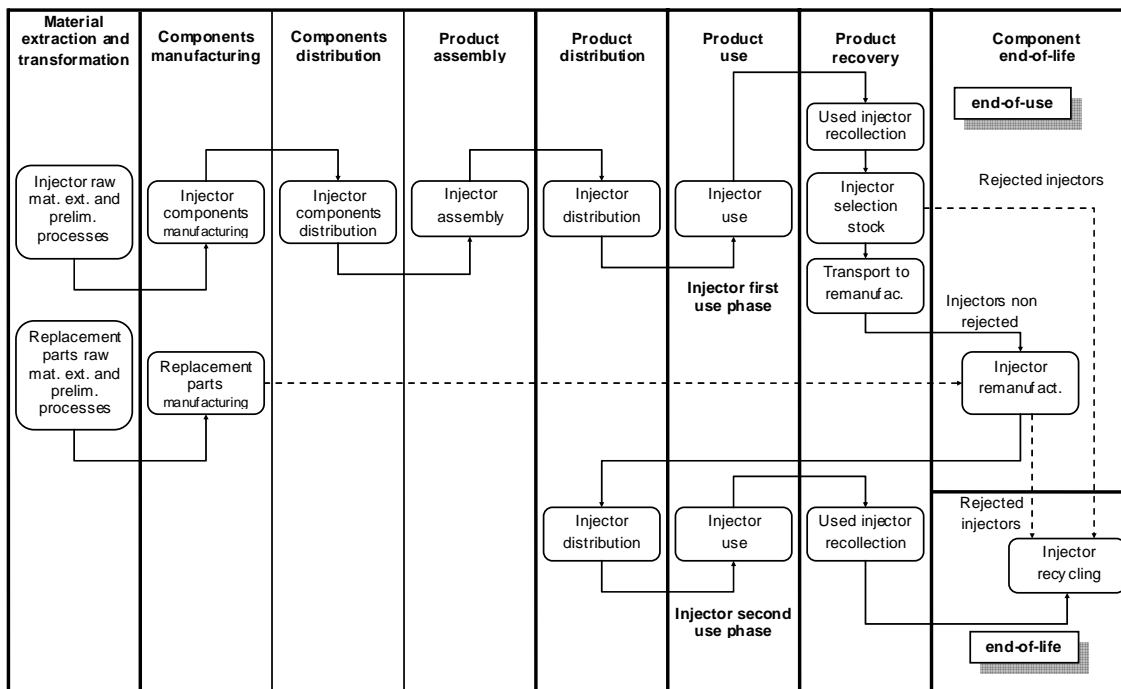 Material
extraction and
transformation
Components
manufacturing
Components
distribution
Product
assembly
Product
distribution
Product
use
Product
recovery
Component
end-of-life
end-of-use
Used injector
recollection
Injector raw
mat. ext. and
prelim.
processes
Injector
components
manufacturing
Injector
components
distribution
Injector
assembly
Injector
distribution
Injector
use
Injector
selection
stock
Rejected injectors
Transport to
remanufac.
Injector first
use phase
Injectors non
rejected
Replacement
parts raw
mat. ext. and
prelim.
processes
Replacement
parts
manufacturing
Injector
remanufact.
Rejected
injectors
Injector
distribution
Injector
use
Used injector
recollection
Injector
recycling
Injector second
use phase
end-of-life